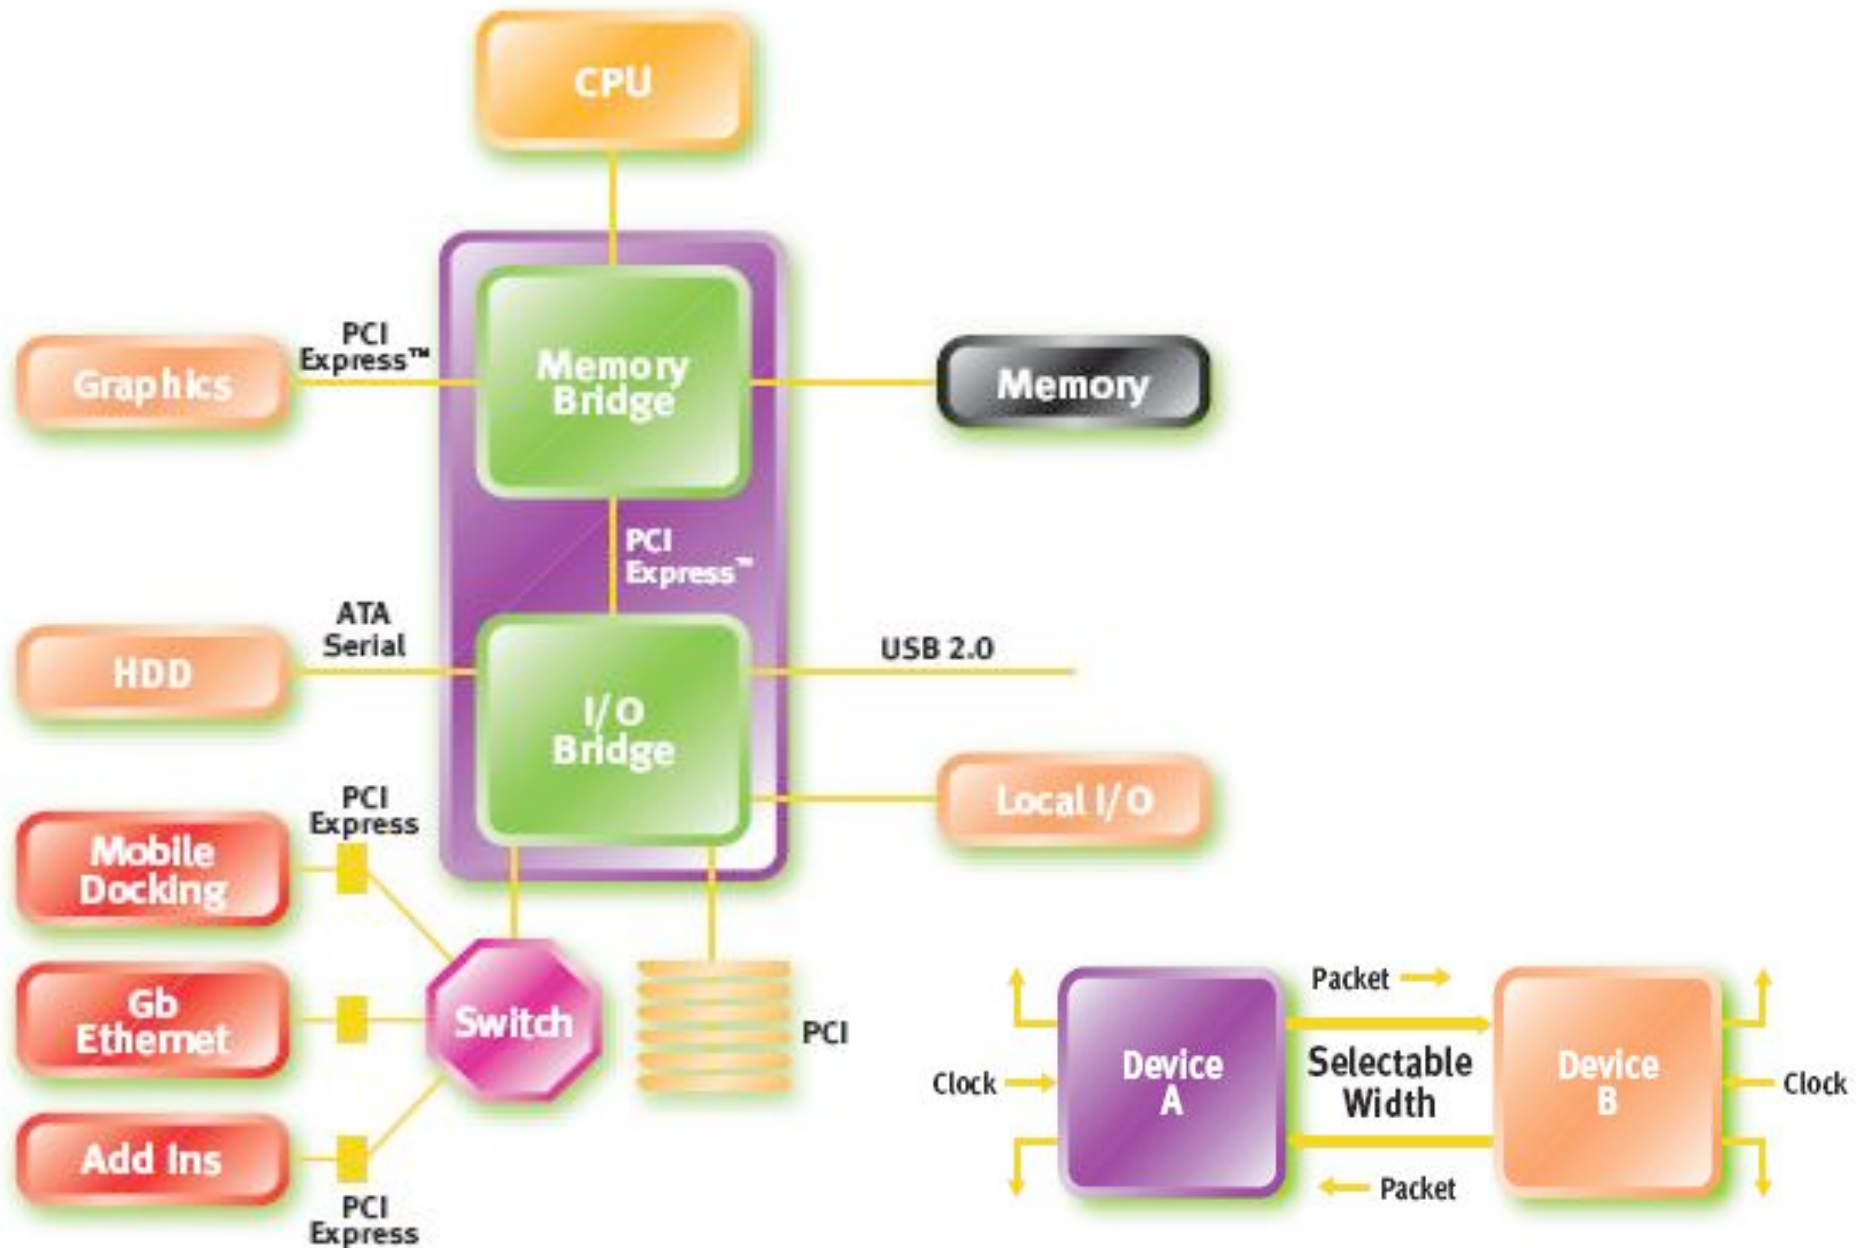 CPU
PCI
Express™
Graphics
Memory
Bridge
Memory
PCI
Express™
ATA
Serial
HDD
USB 2.0
I/O
Bridge
Local I/O
PCI
Express
Mobile
Docking
Gb
Ethernet
Switch
PCI
Add Ins
PCI
Express
Packet
Device
A
Selectable
Width
Device
B
Clock
Clock
Packet